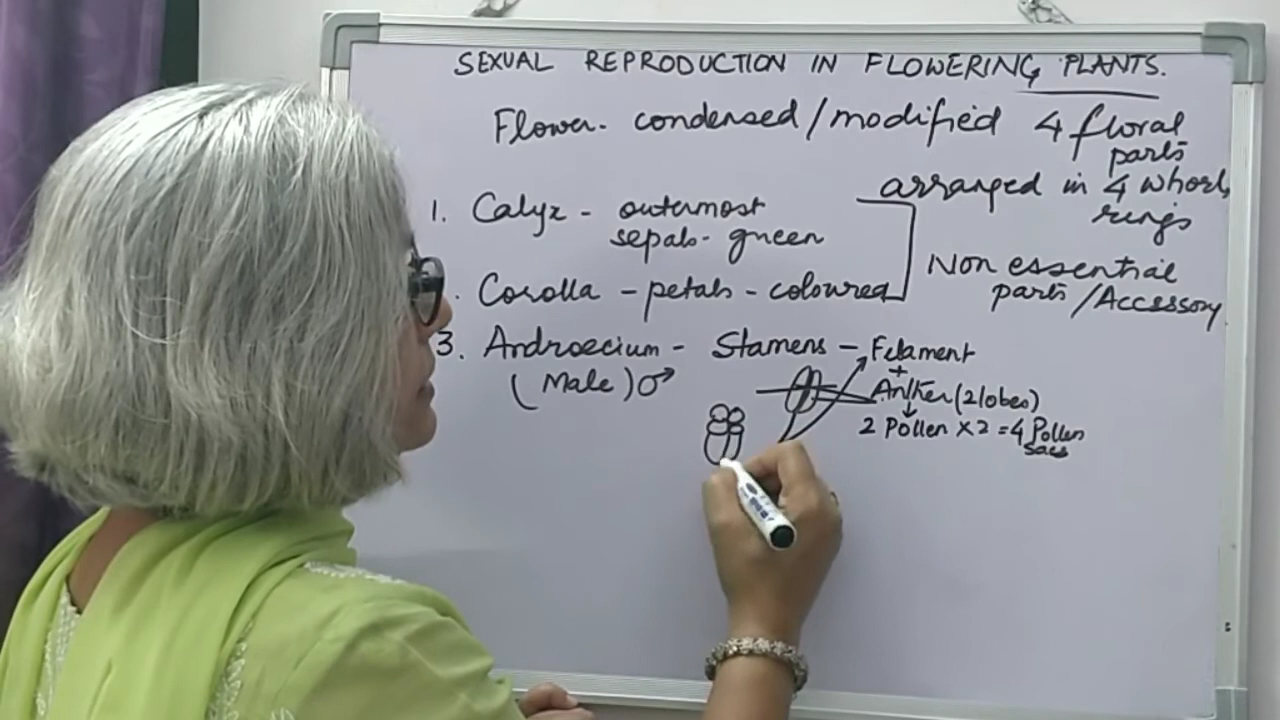 SEXUAL REPRODUCTION IN FLOWERING PLANTS.
Flower. condensed/modified 4 floral
parts
arranged in 4 whorls
rings
1. Calyx - outermost
sepals - green
Non essential
parts/Accessory
. Corolla - petals - coloured
3. Androecium - Stamens - Filament
+
(Male) ♂ Anther (2 lobes)
2 Pollen x 2 = 4 Pollen
sacs